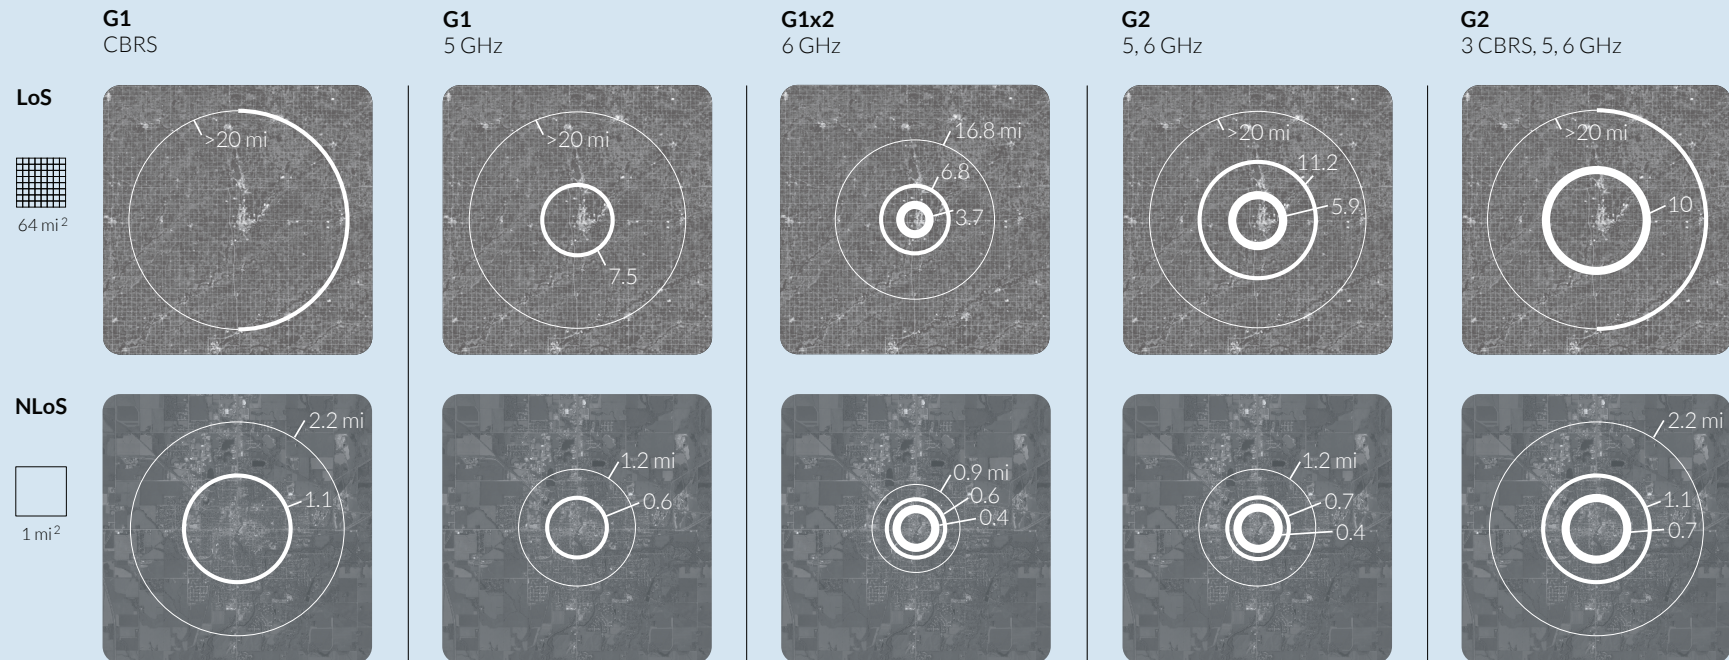 G1
CBRS
G1
5 GHz
G1x2
6 GHz
G2
5, 6 GHz
G2
3 CBRS, 5, 6 GHz
LoS
64 mi²
>20 mi
>20 mi
7.5
16.8 mi
6.8
3.7
>20 mi
11.2
5.9
>20 mi
10
NLoS
1 mi²
2.2 mi
1.1
1.2 mi
0.6
0.9 mi
0.6
0.4
1.2 mi
0.7
0.4
2.2 mi
1.1
0.7